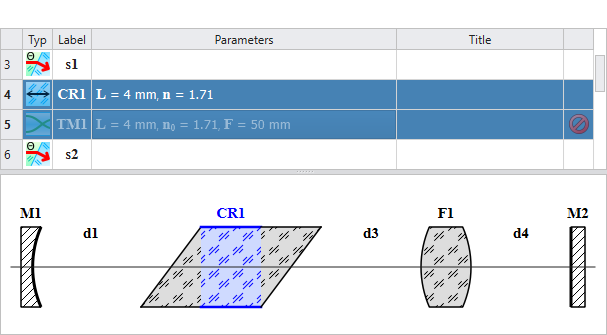 Typ Label Parameters Title
3 Θ s1
4 CR1 L = 4 mm, n = 1.71
5 TM1 L = 4 mm, n₀ = 1.71, F = 50 mm
6 Θ s2
M1 CR1 F1 M2
d1 d3 d4